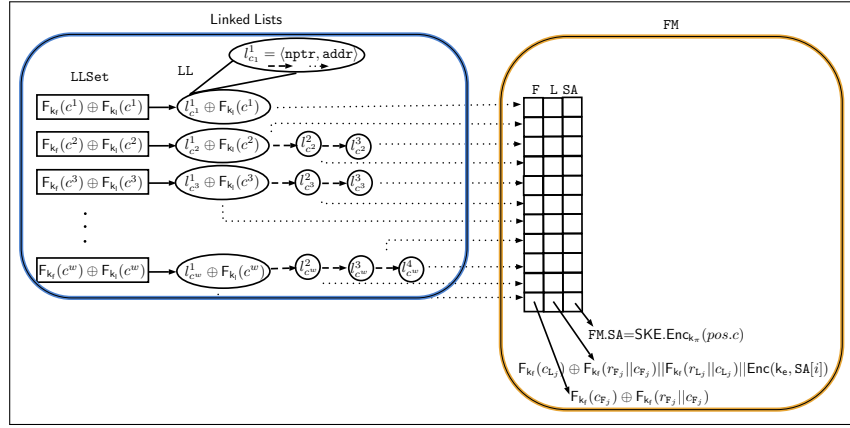 Linked Lists
FM
l^1_{c_1} = ⟨nptr, addr⟩
LLSet
LL
F L SA
F_{k_f}(c^1) ⊕ F_{k_l}(c^1)
l^1_{c^1} ⊕ F_{k_l}(c^1)
F_{k_f}(c^2) ⊕ F_{k_l}(c^2)
l^1_{c^2} ⊕ F_{k_l}(c^2)
l^2_{c^2}
l^3_{c^2}
F_{k_f}(c^3) ⊕ F_{k_l}(c^3)
l^1_{c^3} ⊕ F_{k_l}(c^3)
l^2_{c^3}
l^3_{c^3}
F_{k_f}(c^w) ⊕ F_{k_l}(c^w)
l^1_{c^w} ⊕ F_{k_l}(c^w)
l^2_{c^w}
l^3_{c^w}
l^4_{c^w}
FM.SA=SKE.Enc_{k_π}(pos.c)
F_{k_f}(c_{L_j}) ⊕ F_{k_f}(r_{F_j}||c_{F_j})||F_{k_f}(r_{L_j}||c_{L_j})||Enc(k_e, SA[i])
F_{k_f}(c_{F_j}) ⊕ F_{k_f}(r_{F_j}||c_{F_j})